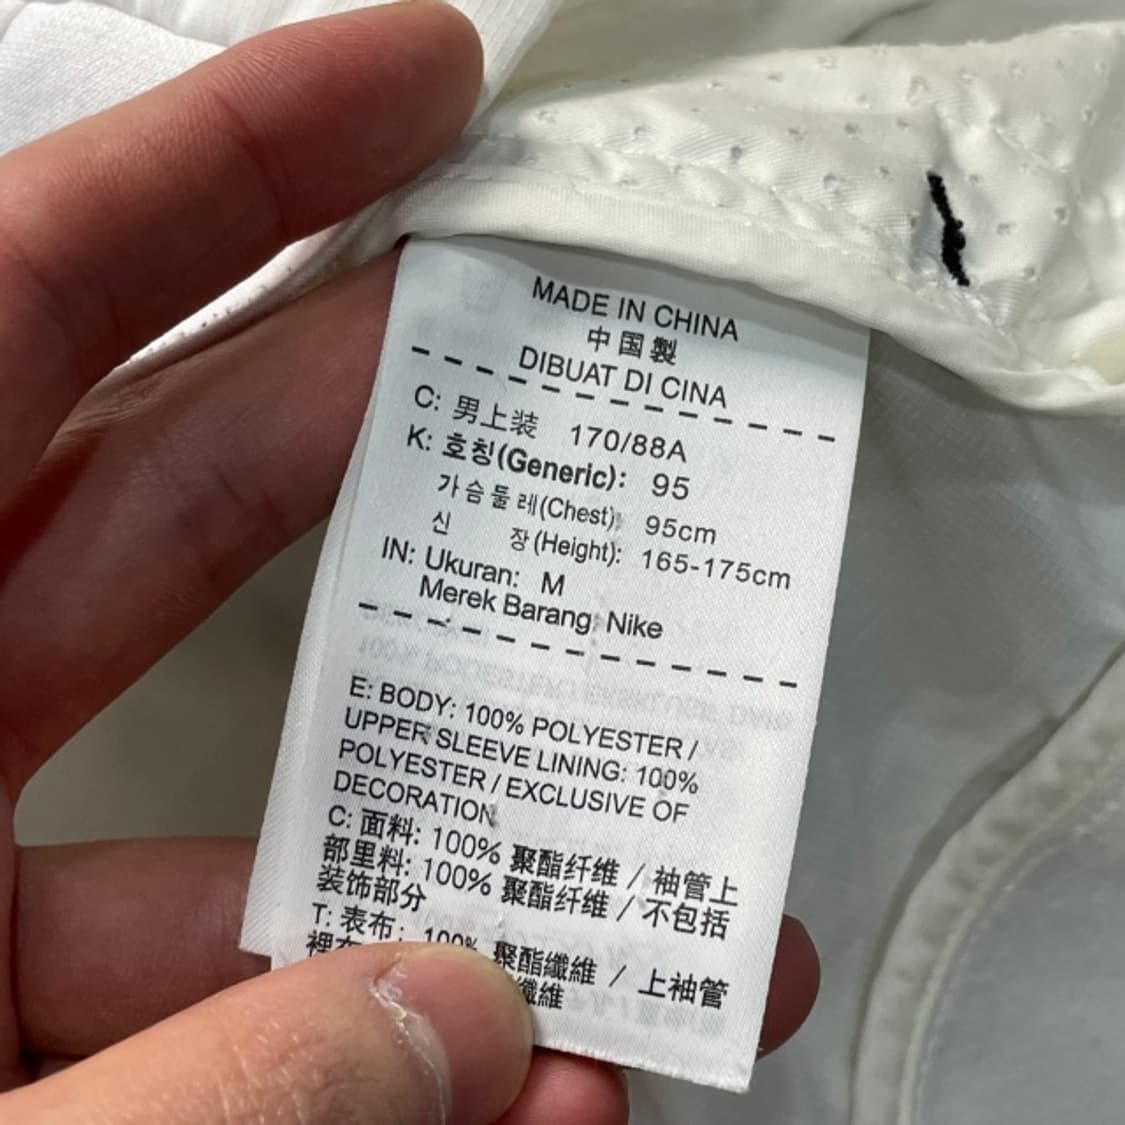 MADE IN CHINA
中国製
DIBUAT DI CINA
C: 男上装 170/88A
K: 호칭(Generic): 95
가슴둘레(Chest): 95cm
신 장(Height): 165-175cm
IN: Ukuran: M
Merek Barang: Nike
E: BODY: 100% POLYESTER /
UPPER SLEEVE LINING: 100%
POLYESTER / EXCLUSIVE OF
DECORATION
C: 面料: 100% 聚酯纤维 / 袖管上
部里料: 100% 聚酯纤维 / 不包括
装饰部分
T: 表布: 100% 聚酯纖維 / 上袖管
裡布 纖維